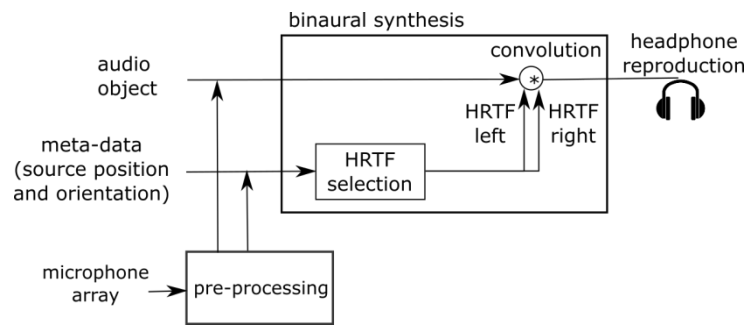 binaural synthesis
convolution
headphone
reproduction
audio
object
*
HRTF
left
HRTF
right
meta-data
(source position
and orientation)
HRTF
selection
microphone
array
pre-processing